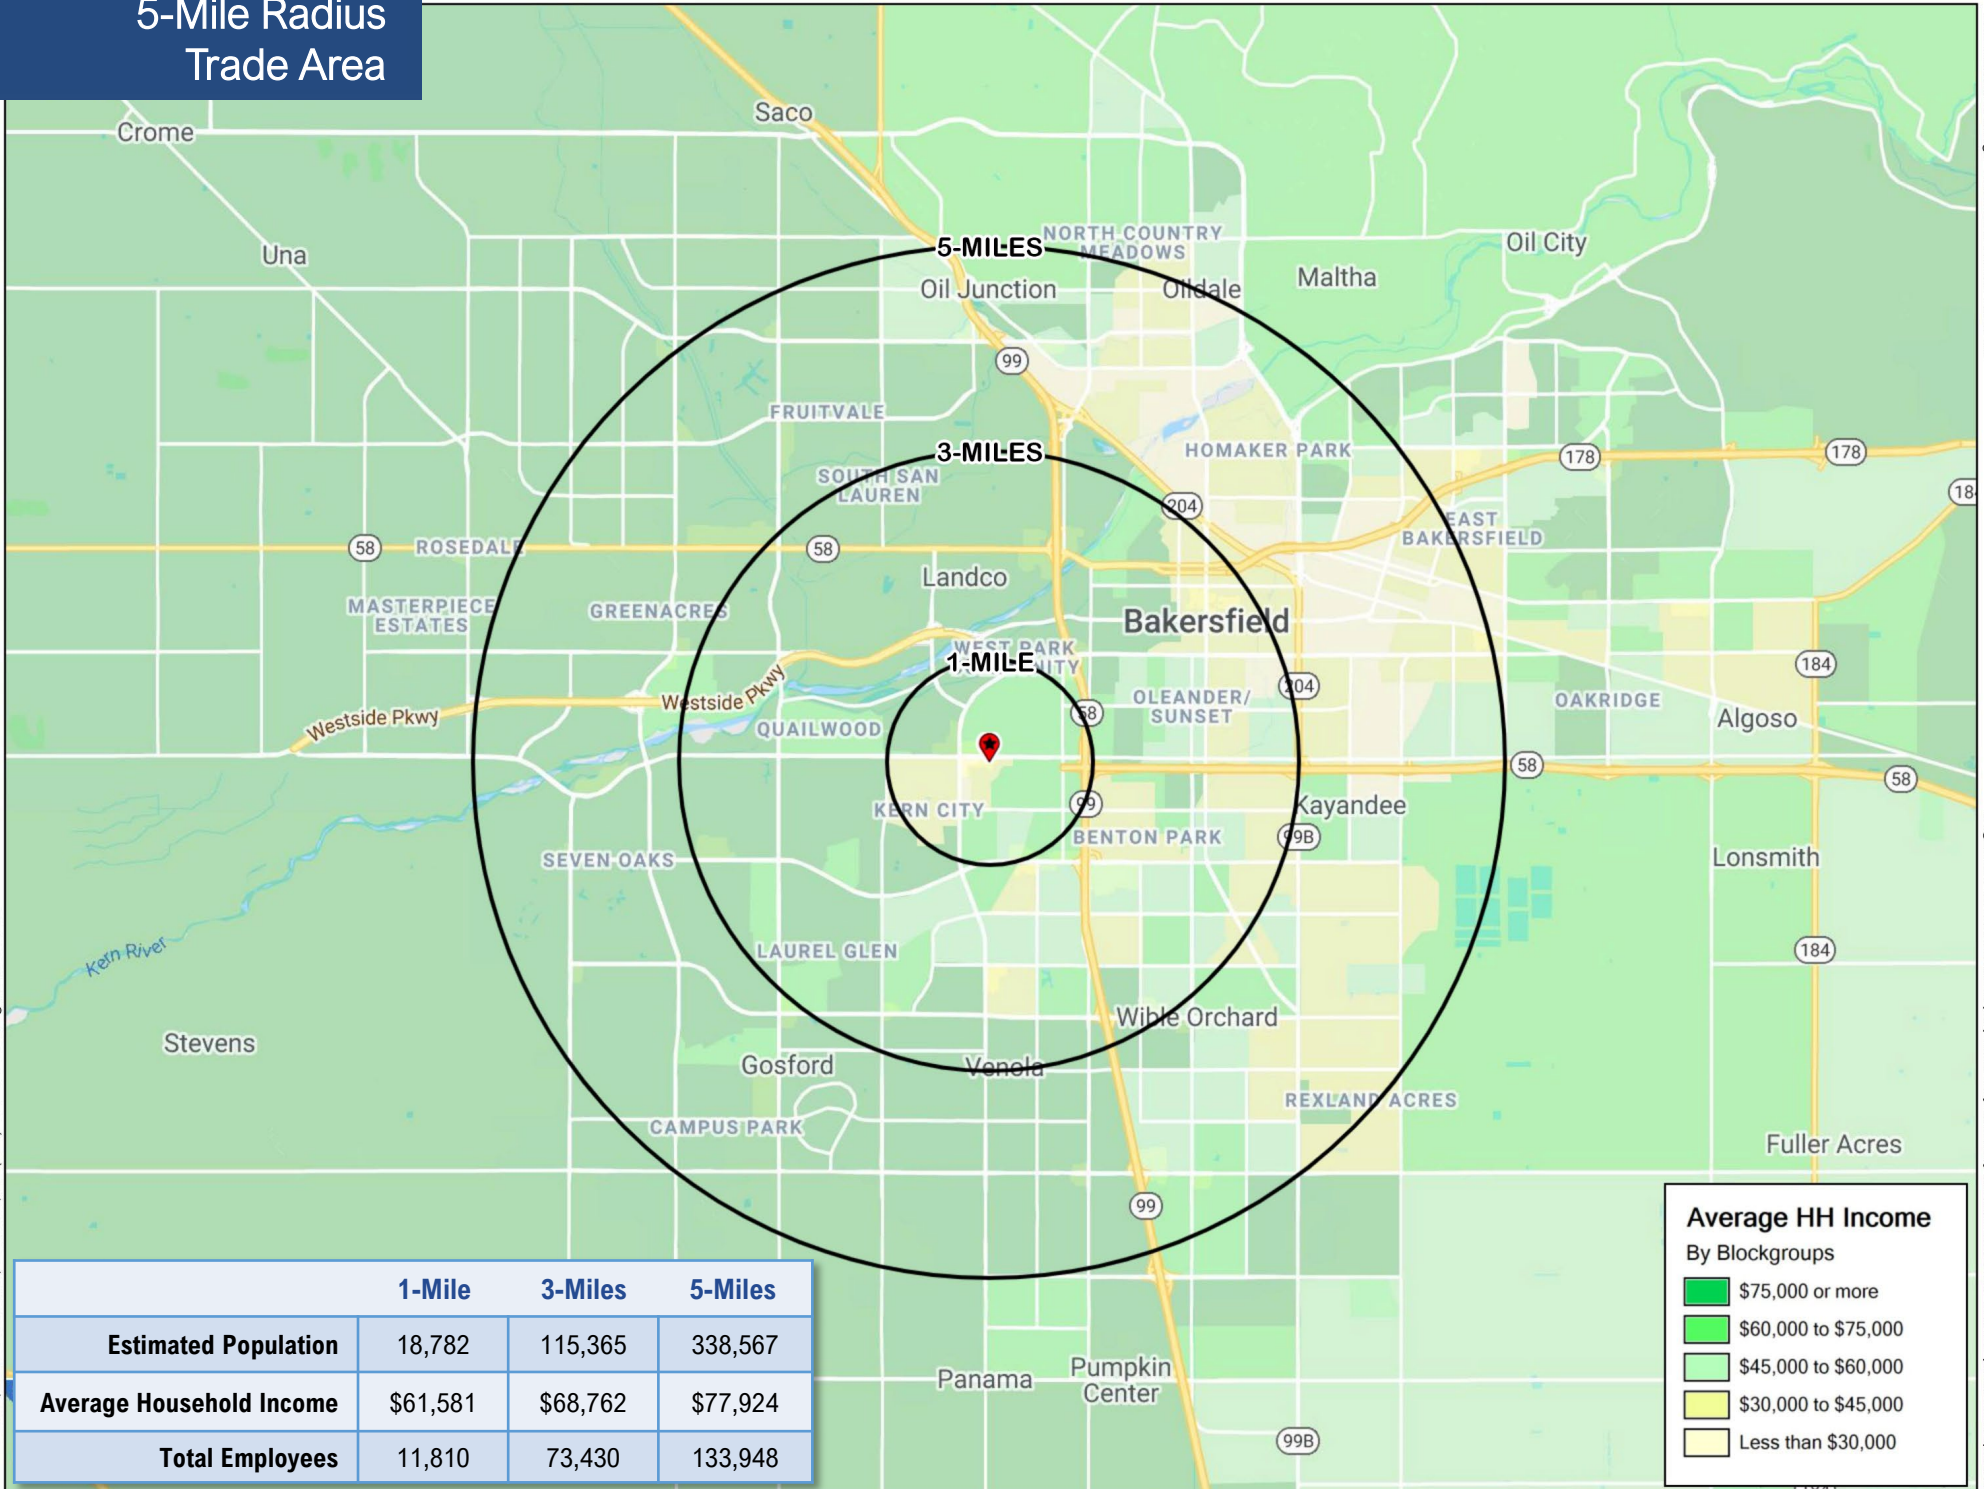 5-Mile Radius
Trade Area
Saco
Crome
Una
NORTH COUNTRY
MEADOWS
5-MILES
Oil City
Oil Junction
Oildale
Maltha
99
FRUITVALE
3-MILES
HOMAKER PARK
178
178
SOUTH SAN
LAUREN
204
18
EAST
BAKERSFIELD
58
ROSEDALE
58
Landco
MASTERPIECE
ESTATES
GREENACRES
Bakersfield
WEST PARK
1-MILE
184
Westside Pkwy
Westside Pkwy
204
OLEANDER/
SUNSET
OAKRIDGE
58
QUAILWOOD
Algoso
58
58
KERN CITY
99
Kayandee
BENTON PARK
99B
SEVEN OAKS
Lonsmith
Kern River
LAUREL GLEN
184
Wible Orchard
Stevens
Gosford
Venola
REXLAND ACRES
CAMPUS PARK
Fuller Acres
99
Panama
Pumpkin
Center
99B
1-Mile 3-Miles 5-Miles
Estimated Population 18,782 115,365 338,567
Average Household Income $61,581 $68,762 $77,924
Total Employees 11,810 73,430 133,948
Average HH Income
By Blockgroups
$75,000 or more
$60,000 to $75,000
$45,000 to $60,000
$30,000 to $45,000
Less than $30,000